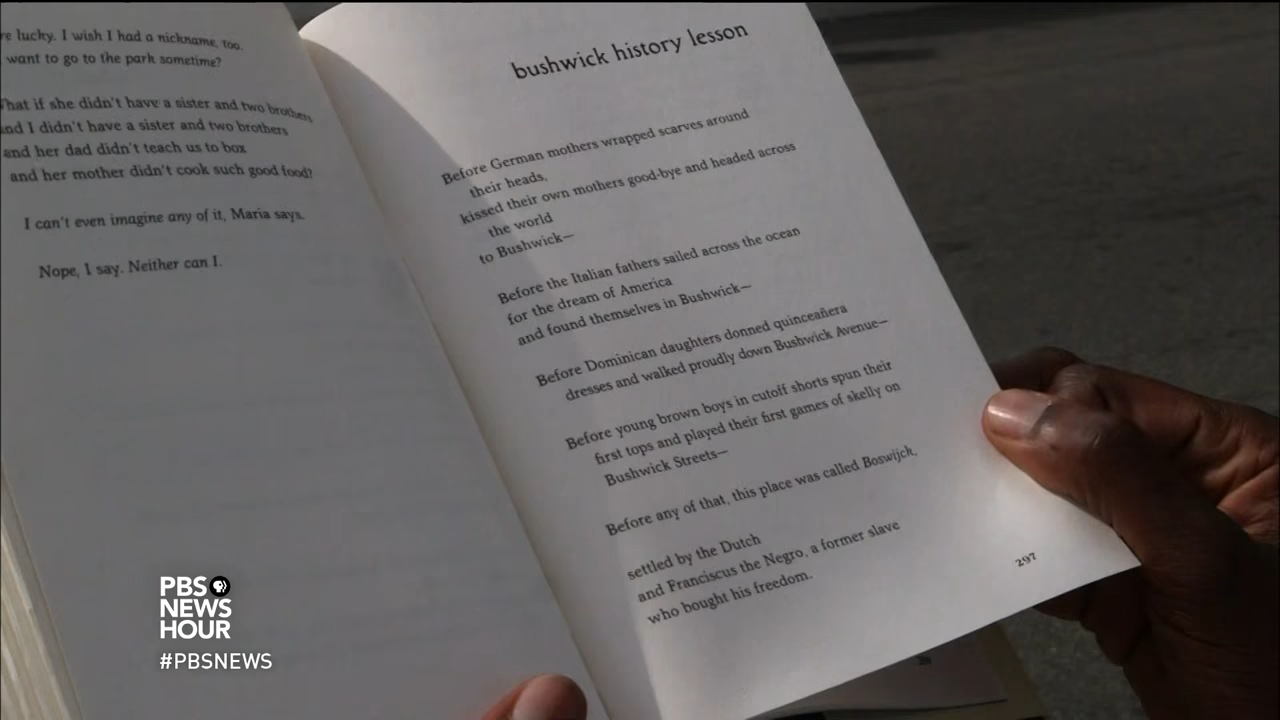 re lucky. I wish I had a nickname, too.
want to go to the park sometime?
What if she didn't have a sister and two brothers
and I didn't have a sister and two brothers
and her dad didn't teach us to box
and her mother didn't cook such good food?
I can't even imagine any of it, Maria says.
Nope, I say. Neither can I.
bushwick history lesson
Before German mothers wrapped scarves around
their heads,
kissed their own mothers good-bye and headed across
the world
to Bushwick—
Before the Italian fathers sailed across the ocean
for the dream of America
and found themselves in Bushwick—
Before Dominican daughters donned quinceañera
dresses and walked proudly down Bushwick Avenue—
Before young brown boys in cutoff shorts spun their
first tops and played their first games of skelly on
Bushwick Streets—
Before any of that, this place was called Boswijck,
settled by the Dutch
and Franciscus the Negro, a former slave
who bought his freedom.
297
PBS
NEWS
HOUR
#PBSNEWS